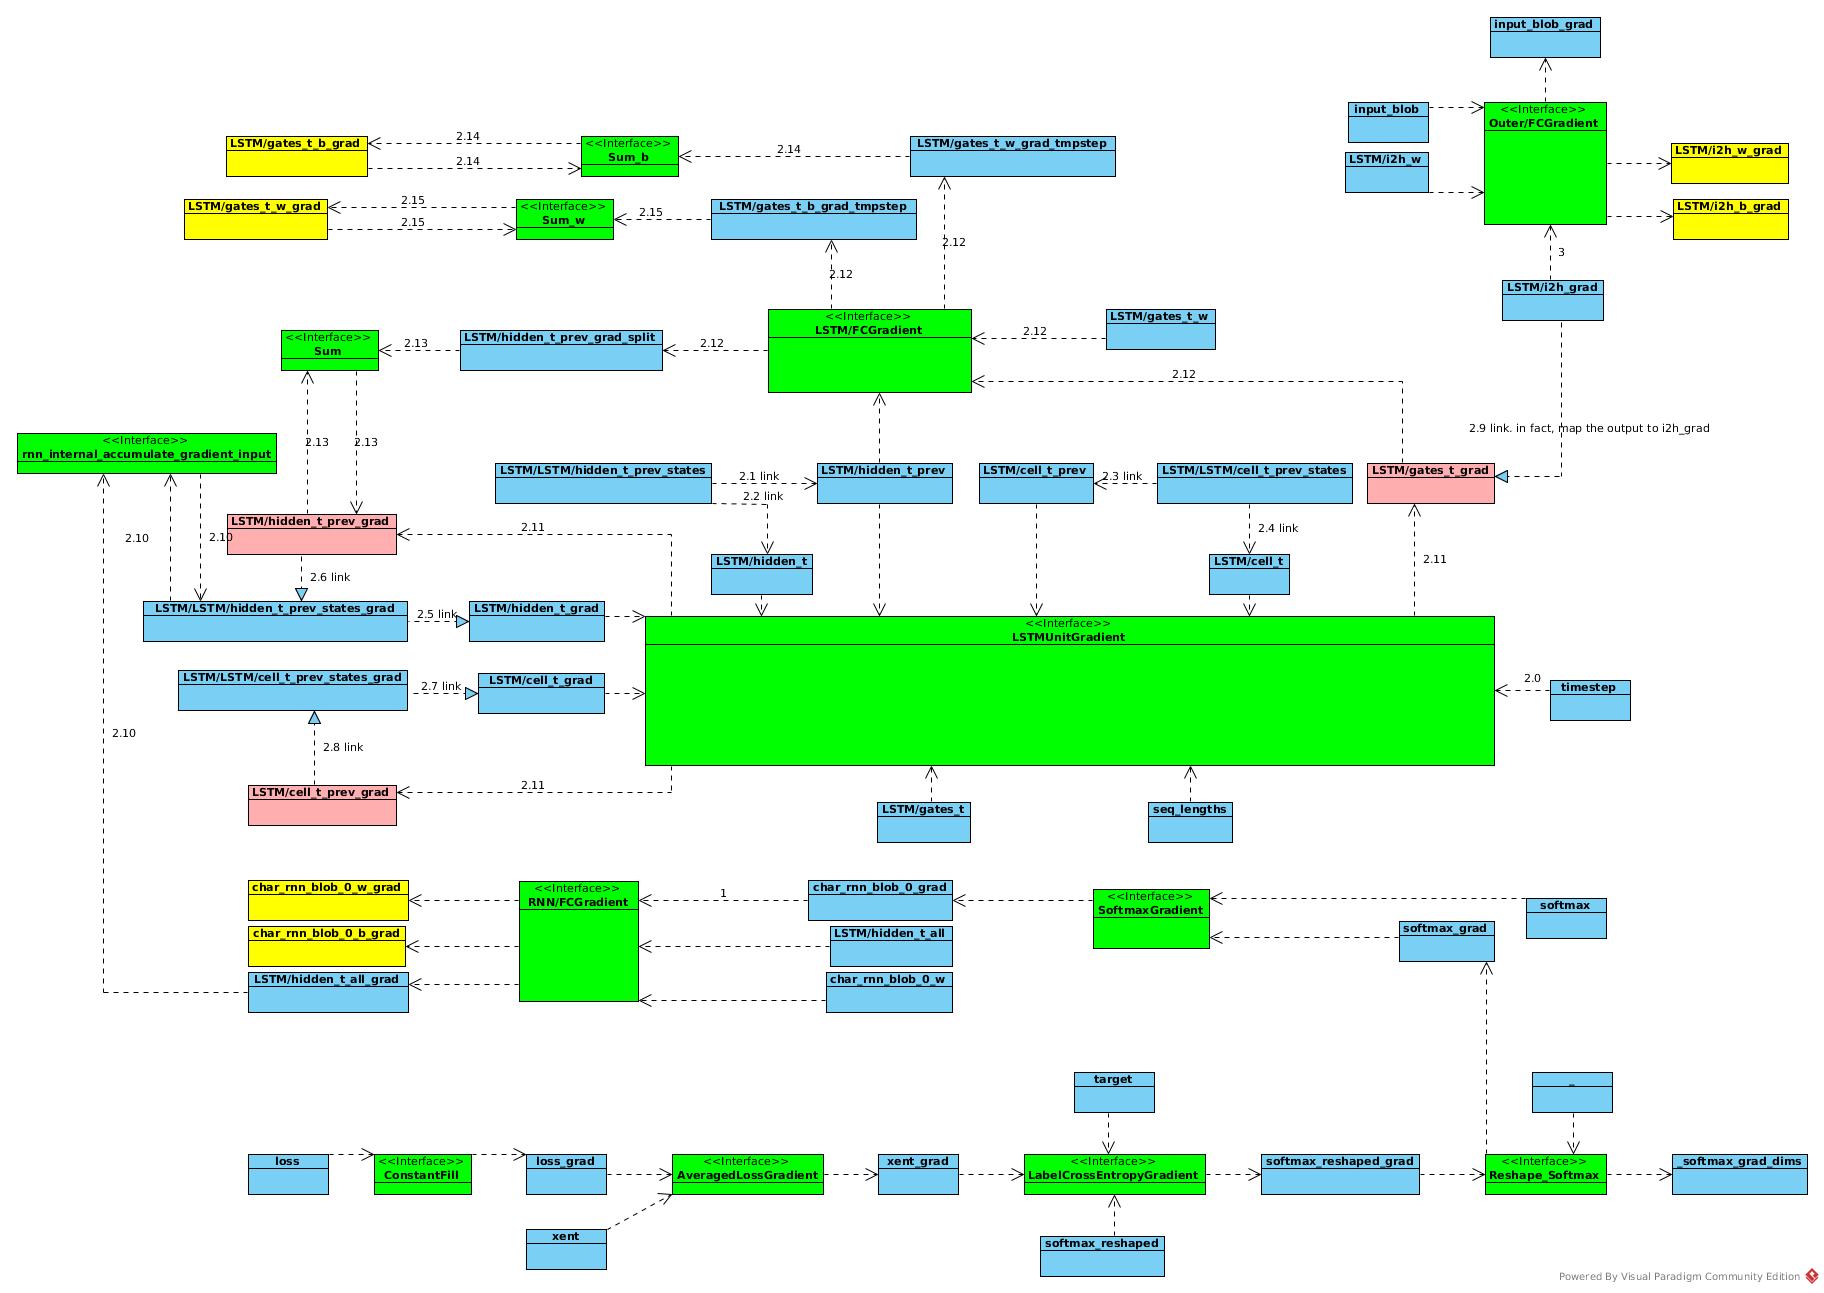 input_blob_grad
input_blob
<<Interface>>
Outer/FCGradient
LSTM/i2h_w
LSTM/i2h_w_grad
LSTM/i2h_b_grad
3
LSTM/i2h_grad
LSTM/gates_t_b_grad
2.14
2.14
<<Interface>>
Sum_b
2.14
LSTM/gates_t_w_grad_tmpstep
LSTM/gates_t_w_grad
2.15
2.15
<<Interface>>
Sum_w
2.15
LSTM/gates_t_b_grad_tmpstep
2.12
2.12
<<Interface>>
Sum
2.13
LSTM/hidden_t_prev_grad_split
2.12
<<Interface>>
LSTM/FCGradient
2.12
LSTM/gates_t_w
2.12
2.9 link. in fact, map the output to i2h_grad
<<Interface>>
rnn_internal_accumulate_gradient_input
2.13
2.13
LSTM/LSTM/hidden_t_prev_states
2.1 link
2.2 link
LSTM/hidden_t_prev
LSTM/cell_t_prev
2.3 link
LSTM/LSTM/cell_t_prev_states
LSTM/gates_t_grad
2.10
2.10
LSTM/hidden_t_prev_grad
2.11
2.4 link
LSTM/hidden_t
LSTM/cell_t
2.11
2.6 link
LSTM/LSTM/hidden_t_prev_states_grad
2.5 link
LSTM/hidden_t_grad
<<Interface>>
LSTMUnitGradient
LSTM/LSTM/cell_t_prev_states_grad
2.7 link
LSTM/cell_t_grad
2.0
timestep
2.10
2.8 link
LSTM/cell_t_prev_grad
2.11
LSTM/gates_t
seq_lengths
char_rnn_blob_0_w_grad
<<Interface>>
RNN/FCGradient
1
char_rnn_blob_0_grad
<<Interface>>
SoftmaxGradient
softmax
char_rnn_blob_0_b_grad
LSTM/hidden_t_all
softmax_grad
LSTM/hidden_t_all_grad
char_rnn_blob_0_w
target
_
loss
<<Interface>>
ConstantFill
loss_grad
<<Interface>>
AveragedLossGradient
xent_grad
<<Interface>>
LabelCrossEntropyGradient
softmax_reshaped_grad
<<Interface>>
Reshape_Softmax
_softmax_grad_dims
xent
softmax_reshaped
Powered By Visual Paradigm Community Edition